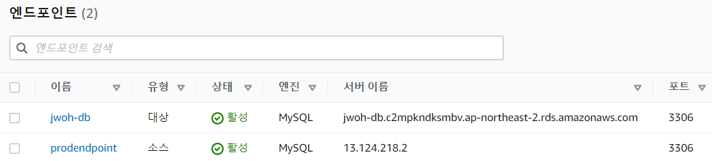 엔드포인트 (2)
엔드포인트 검색
이름 유형 상태 엔진 서버 이름 포트
jwoh-db 대상 활성 MySQL jwoh-db.c2mpkndksmbv.ap-northeast-2.rds.amazonaws.com 3306
prodendpoint 소스 활성 MySQL 13.124.218.2 3306